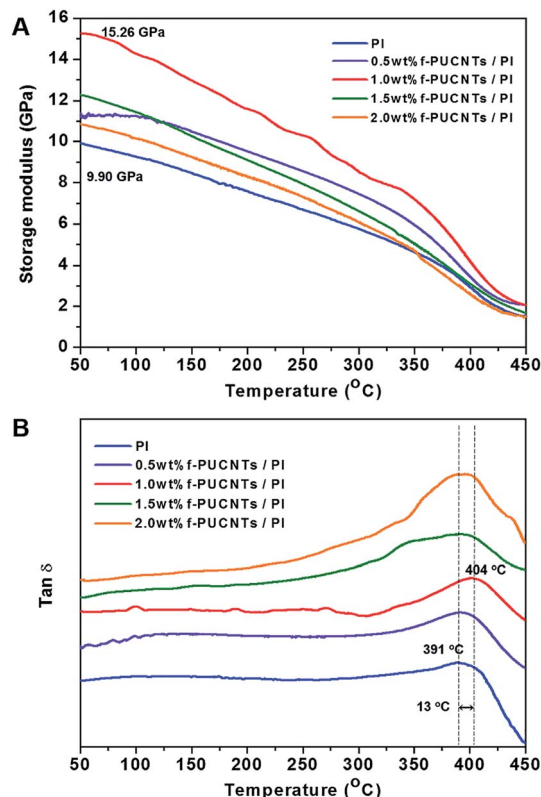 A
Storage modulus (GPa)
16
14
12
10
8
6
4
2
0
15.26 GPa
9.90 GPa
PI
0.5wt% f-PUCNTs / PI
1.0wt% f-PUCNTs / PI
1.5wt% f-PUCNTs / PI
2.0wt% f-PUCNTs / PI
50 100 150 200 250 300 350 400 450
Temperature (°C)
B
Tan δ
PI
0.5wt% f-PUCNTs / PI
1.0wt% f-PUCNTs / PI
1.5wt% f-PUCNTs / PI
2.0wt% f-PUCNTs / PI
404 °C
391 °C
13 °C
50 100 150 200 250 300 350 400 450
Temperature (°C)